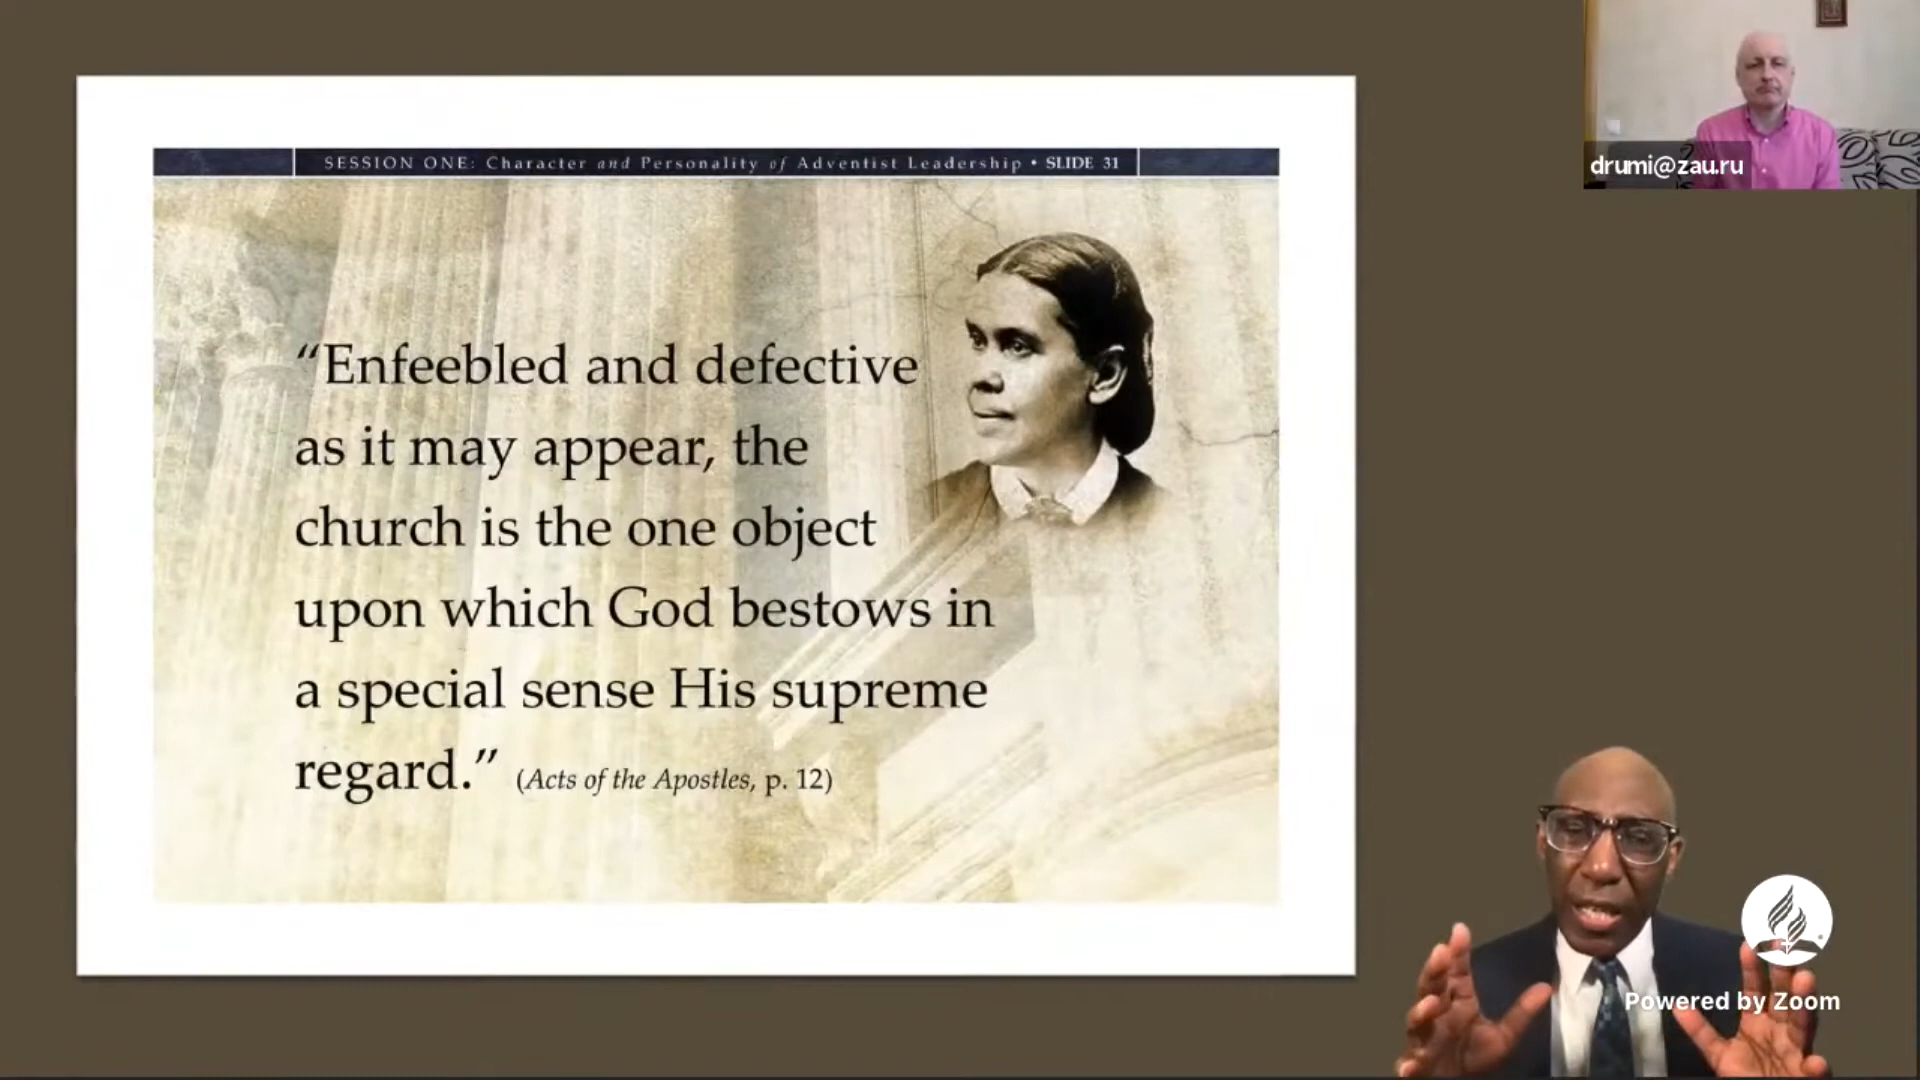 SESSION ONE: Character and Personality of Adventist Leadership • SLIDE 31
“Enfeebled and defective
as it may appear, the
church is the one object
upon which God bestows in
a special sense His supreme
regard.” (Acts of the Apostles, p. 12)
drumi@zau.ru
Powered by Zoom